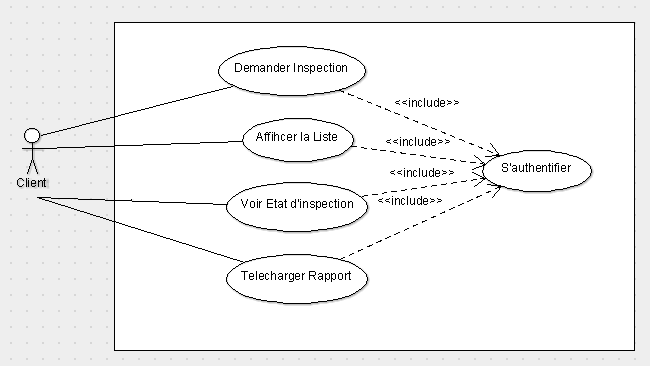 Demander Inspection
<<include>>
Affihcer la Liste
<<include>>
S'authentifier
<<include>>
Client
Voir Etat d'inspection
<<include>>
Telecharger Rapport